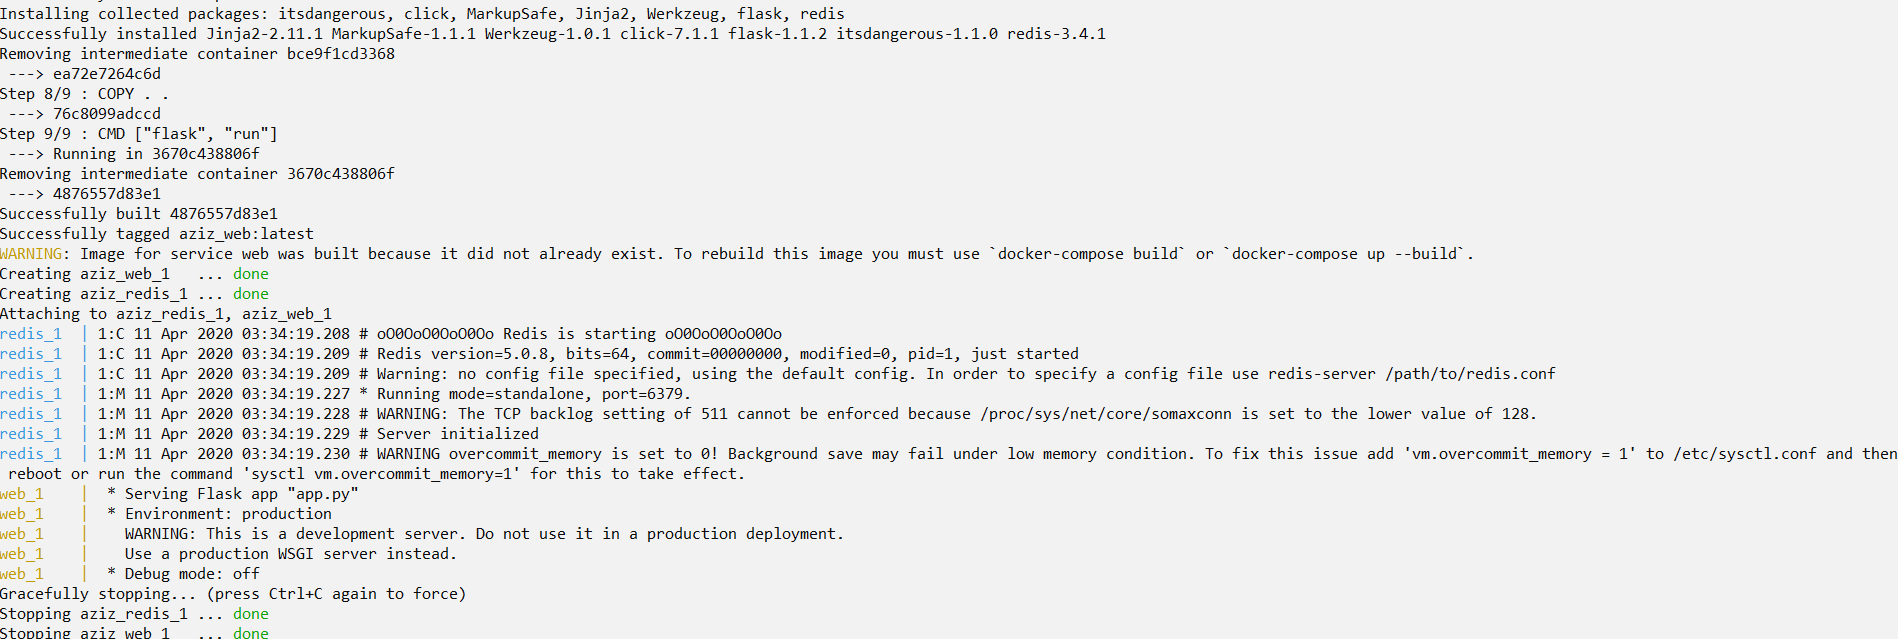 Installing collected packages: itsdangerous, click, MarkupSafe, Jinja2, Werkzeug, flask, redis
Successfully installed Jinja2-2.11.1 MarkupSafe-1.1.1 Werkzeug-1.0.1 click-7.1.1 flask-1.1.2 itsdangerous-1.1.0 redis-3.4.1
Removing intermediate container bce9f1cd3368
 ---> ea72e7264c6d
Step 8/9 : COPY . .
 ---> 76c8099adccd
Step 9/9 : CMD ["flask", "run"]
 ---> Running in 3670c438806f
Removing intermediate container 3670c438806f
 ---> 4876557d83e1
Successfully built 4876557d83e1
Successfully tagged aziz_web:latest
WARNING: Image for service web was built because it did not already exist. To rebuild this image you must use `docker-compose build` or `docker-compose up --build`.
Creating aziz_web_1   ... done
Creating aziz_redis_1 ... done
Attaching to aziz_redis_1, aziz_web_1
redis_1  | 1:C 11 Apr 2020 03:34:19.208 # oO0OoO0OoO0Oo Redis is starting oO0OoO0OoO0Oo
redis_1  | 1:C 11 Apr 2020 03:34:19.209 # Redis version=5.0.8, bits=64, commit=00000000, modified=0, pid=1, just started
redis_1  | 1:C 11 Apr 2020 03:34:19.209 # Warning: no config file specified, using the default config. In order to specify a config file use redis-server /path/to/redis.conf
redis_1  | 1:M 11 Apr 2020 03:34:19.227 * Running mode=standalone, port=6379.
redis_1  | 1:M 11 Apr 2020 03:34:19.228 # WARNING: The TCP backlog setting of 511 cannot be enforced because /proc/sys/net/core/somaxconn is set to the lower value of 128.
redis_1  | 1:M 11 Apr 2020 03:34:19.229 # Server initialized
redis_1  | 1:M 11 Apr 2020 03:34:19.230 # WARNING overcommit_memory is set to 0! Background save may fail under low memory condition. To fix this issue add 'vm.overcommit_memory = 1' to /etc/sysctl.conf and then
 reboot or run the command 'sysctl vm.overcommit_memory=1' for this to take effect.
web_1    |  * Serving Flask app "app.py"
web_1    |  * Environment: production
web_1    |    WARNING: This is a development server. Do not use it in a production deployment.
web_1    |    Use a production WSGI server instead.
web_1    |  * Debug mode: off
Gracefully stopping... (press Ctrl+C again to force)
Stopping aziz_redis_1 ... done
Stopping aziz_web_1   ... done